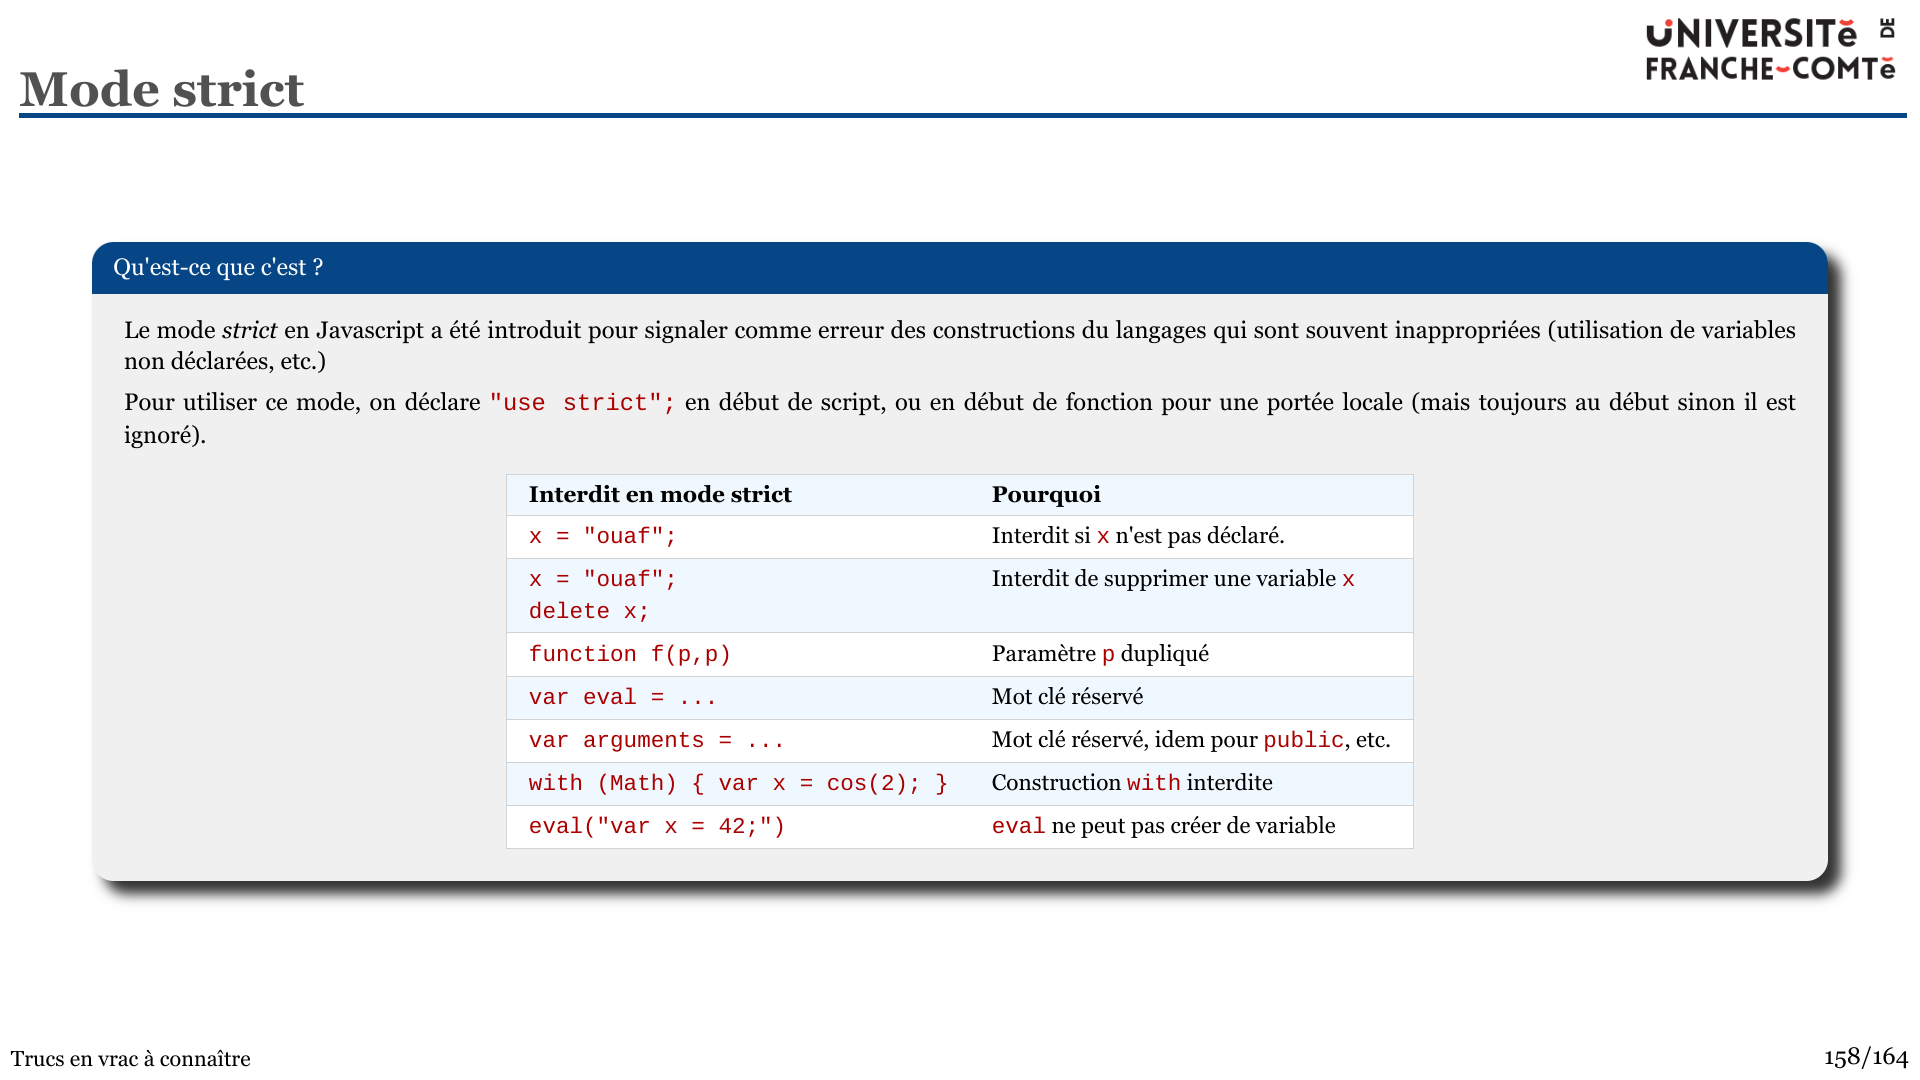 UNIVERSITĕ DE
FRANCHE-COMTĕ
Mode strict
Qu'est-ce que c'est ?
Le mode strict en Javascript a été introduit pour signaler comme erreur des constructions du langages qui sont souvent inappropriées (utilisation de variables
non déclarées, etc.)
Pour utiliser ce mode, on déclare "use strict"; en début de script, ou en début de fonction pour une portée locale (mais toujours au début sinon il est
ignoré).
Interdit en mode strict Pourquoi
x = "ouaf"; Interdit si x n'est pas déclaré.
x = "ouaf"; Interdit de supprimer une variable x
delete x;
function f(p,p) Paramètre p dupliqué
var eval = ... Mot clé réservé
var arguments = ... Mot clé réservé, idem pour public, etc.
with (Math) { var x = cos(2); } Construction with interdite
eval("var x = 42;") eval ne peut pas créer de variable
Trucs en vrac à connaître
158/164